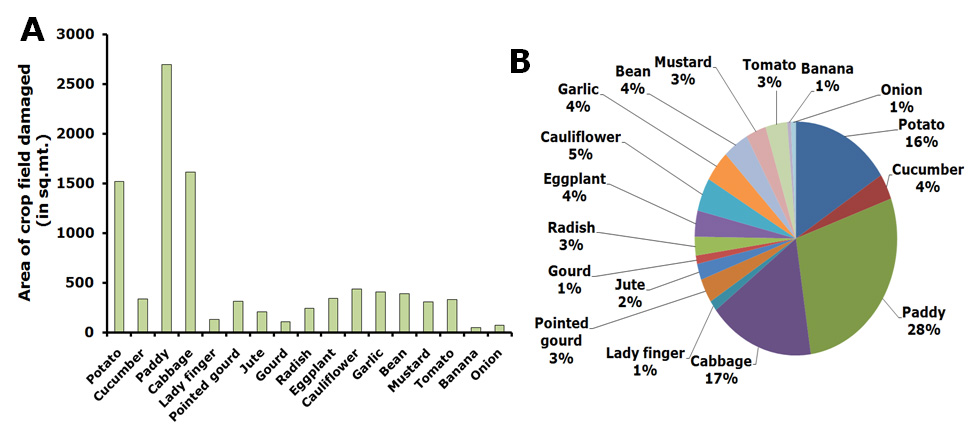 A
Area of crop field damaged
(in sq.mt.)
3000
2500
2000
1500
1000
500
0
Potato
Cucumber
Paddy
Cabbage
Lady finger
Pointed gourd
Jute
Gourd
Radish
Eggplant
Cauliflower
Garlic
Bean
Mustard
Tomato
Banana
Onion
B
Mustard
3%
Tomato
3%
Banana
1%
Onion
1%
Potato
16%
Cucumber
4%
Paddy
28%
Cabbage
17%
Lady finger
1%
Pointed
gourd
3%
Jute
2%
Gourd
1%
Radish
3%
Eggplant
4%
Cauliflower
5%
Garlic
4%
Bean
4%